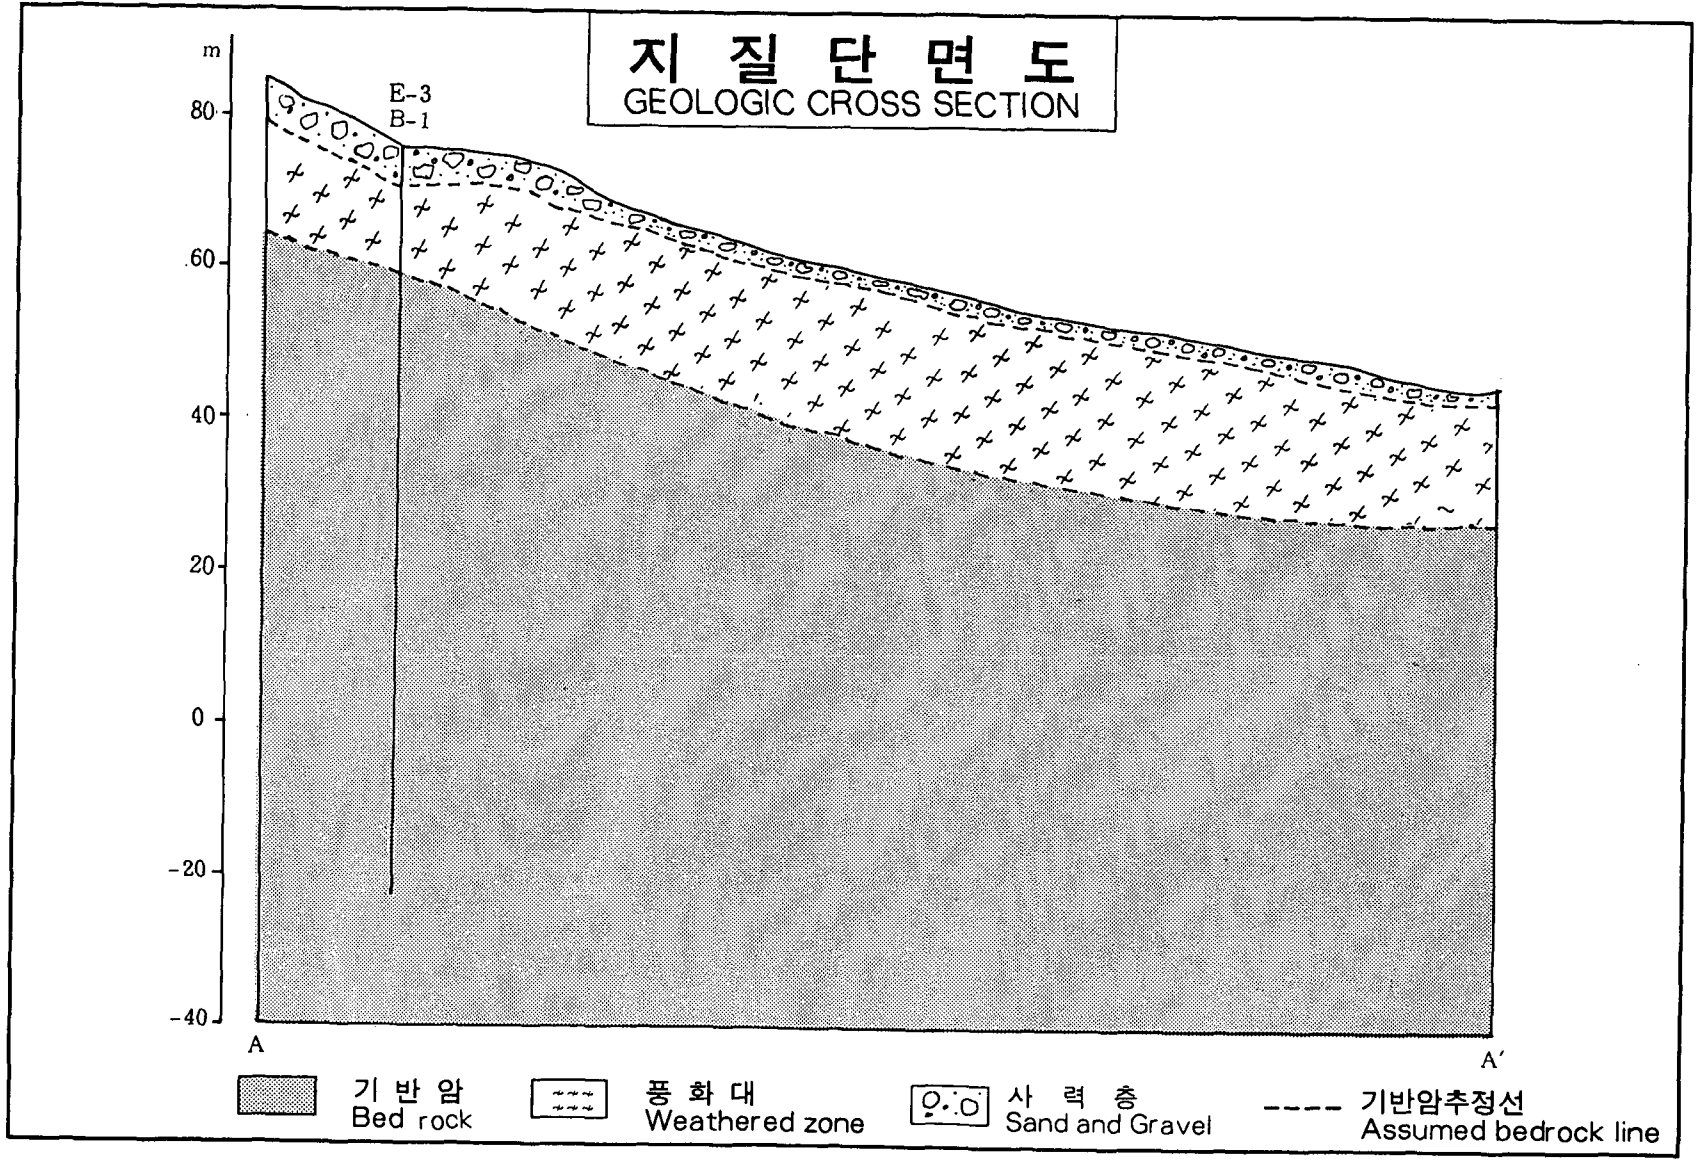 지 질 단 면 도
GEOLOGIC CROSS SECTION
m
E-3
B-1
80
60
40
20
0
-20
-40
A
A′
기 반 암
Bed rock
풍 화 대
Weathered zone
사 력 층
Sand and Gravel
기반암추정선
Assumed bedrock line